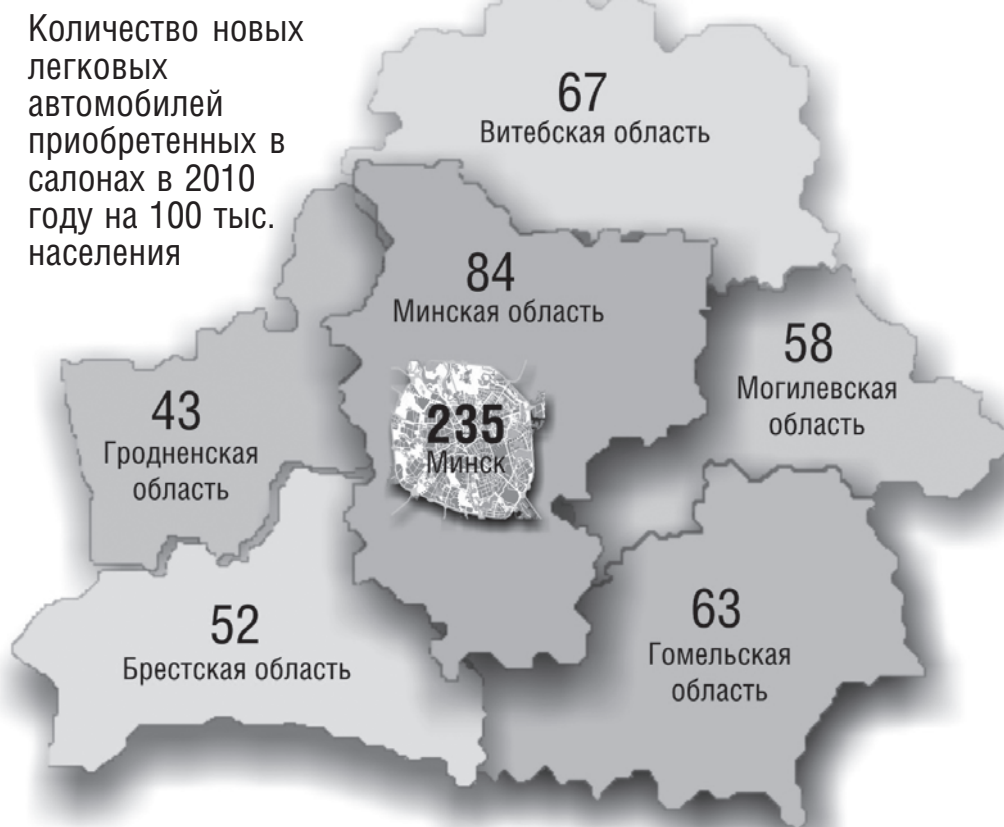 Количество новых
легковых
автомобилей
приобретенных в
салонах в 2010
году на 100 тыс.
населения
67
Витебская область
84
Минская область
58
Могилевская
область
43
Гродненская
область
235
Минск
52
Брестская область
63
Гомельская
область